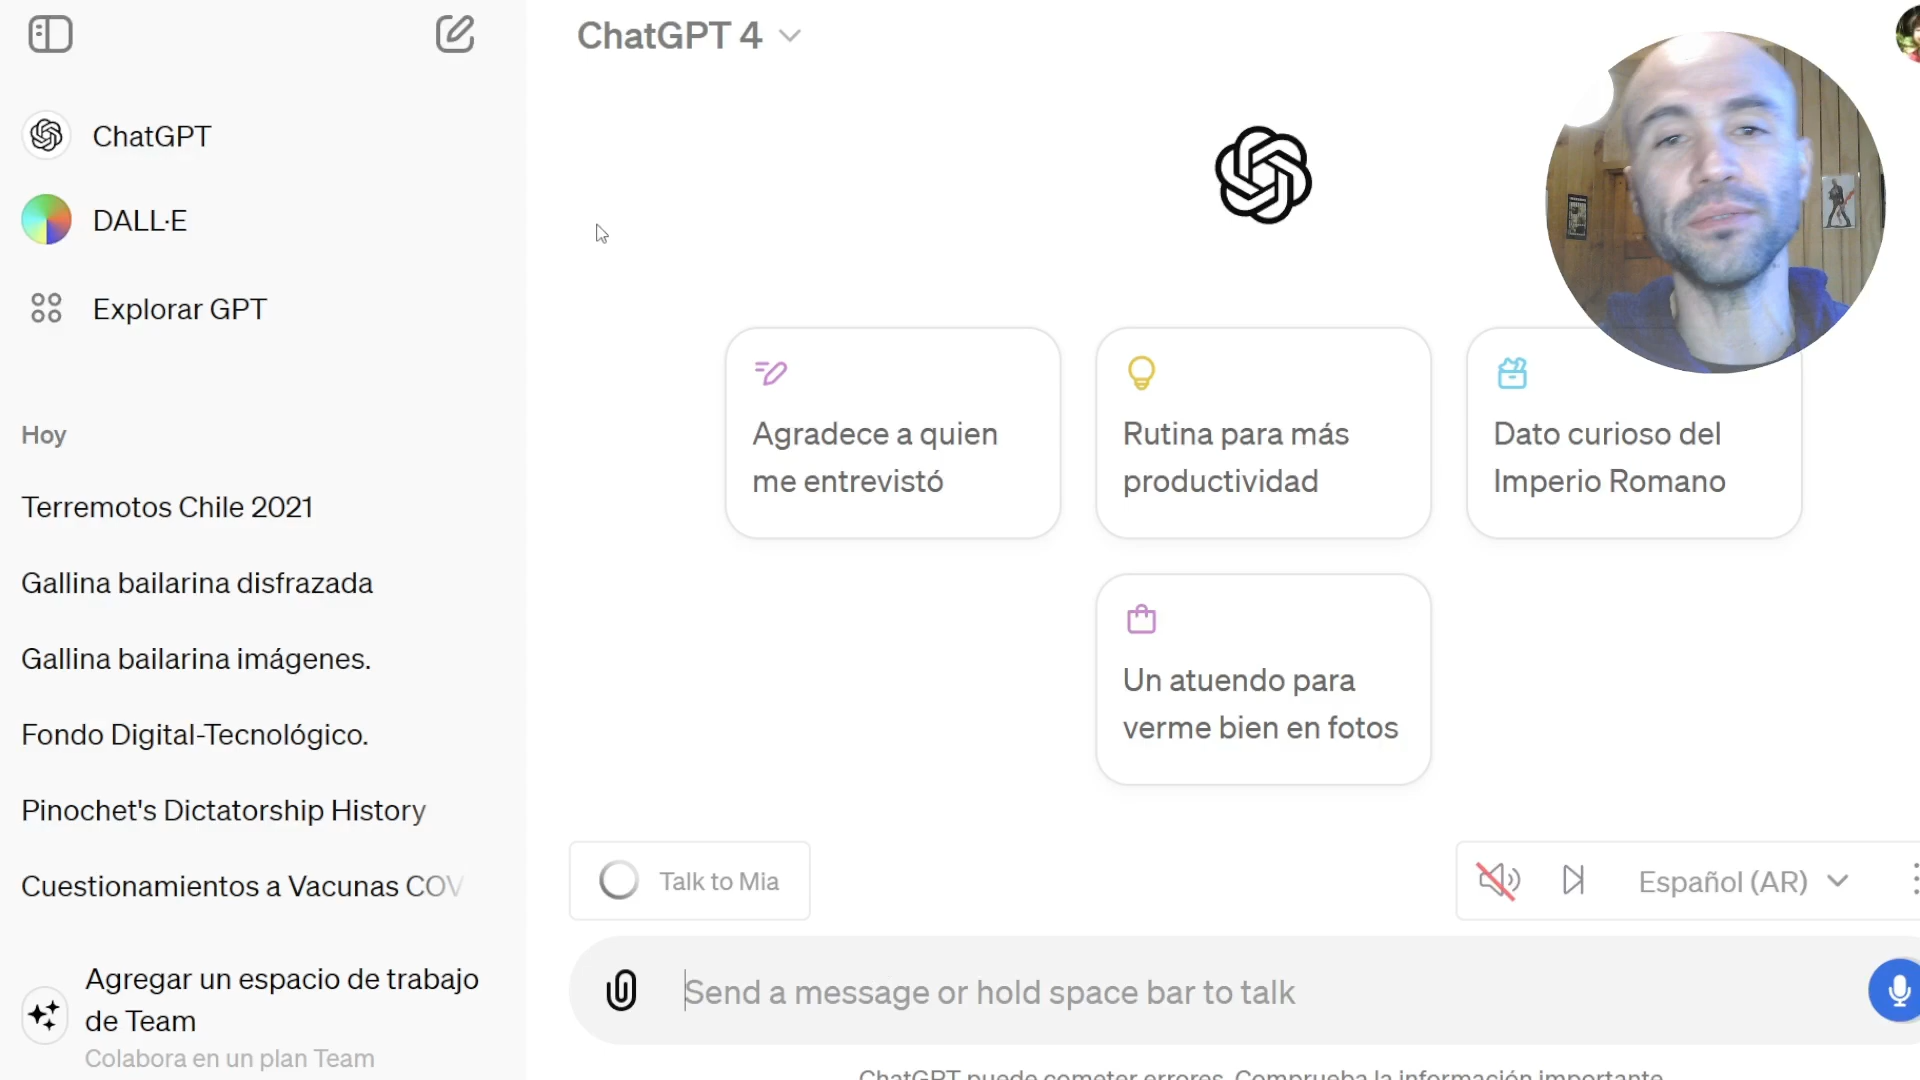 ChatGPT 4
ChatGPT
DALL·E
Explorar GPT
Hoy
Terremotos Chile 2021
Gallina bailarina disfrazada
Gallina bailarina imágenes.
Fondo Digital-Tecnológico.
Pinochet's Dictatorship History
Cuestionamientos a Vacunas COV
Agregar un espacio de trabajo
de Team
Colabora en un plan Team
Agradece a quien
me entrevistó
Rutina para más
productividad
Dato curioso del
Imperio Romano
Un atuendo para
verme bien en fotos
Talk to Mia
Español (AR)
Send a message or hold space bar to talk
ChatGPT puede cometer errores. Comprueba la información importante.